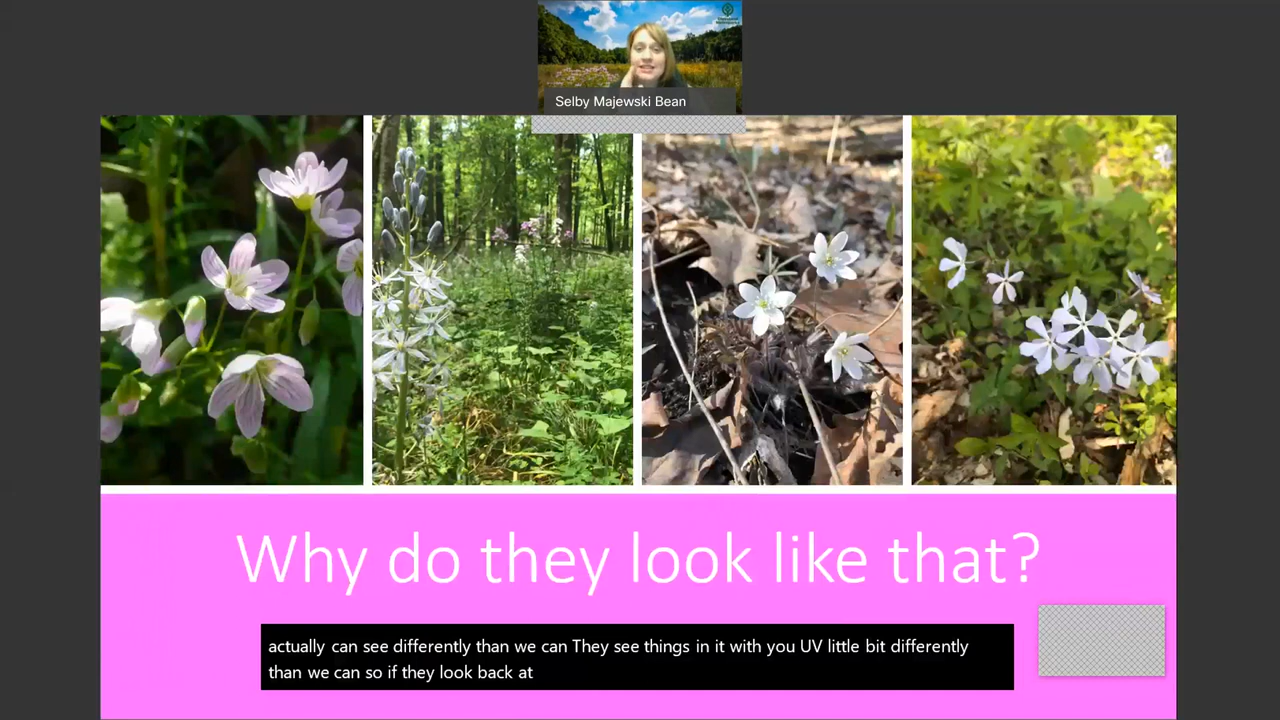 Selby Majewski Bean
Why do they look like that?
actually can see differently than we can They see things in it with you UV little bit differently
than we can so if they look back at